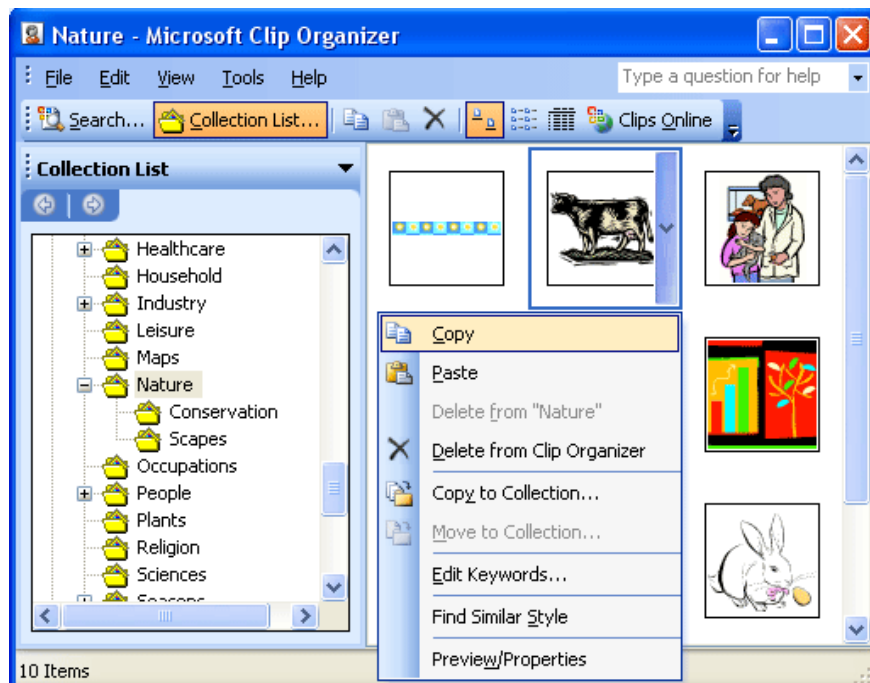 Nature - Microsoft Clip Organizer
File Edit View Tools Help Type a question for help
Search... Collection List... Clips Online
Collection List
Healthcare
Household
Industry
Leisure
Maps
Nature
Conservation
Scapes
Occupations
People
Plants
Religion
Sciences
Seasons
Copy
Paste
Delete from "Nature"
Delete from Clip Organizer
Copy to Collection...
Move to Collection...
Edit Keywords...
Find Similar Style
Preview/Properties
10 Items